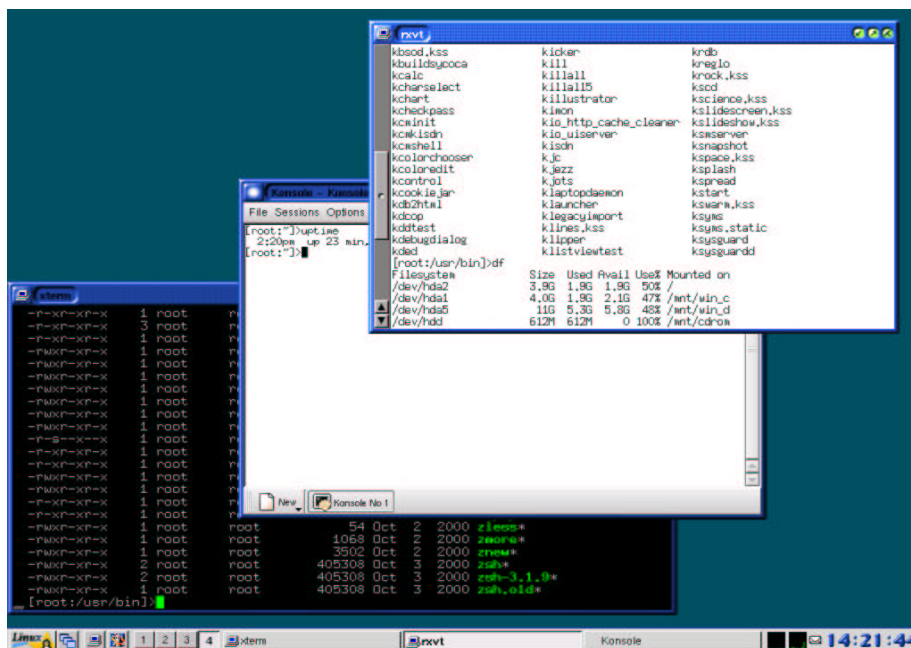 rxvt
kbsod.kss kicker krdb
kbuildsycoca kill kreglo
kcalc killall krock.kss
kcharselect killall5 kscd
kchart killustrator kscience.kss
kcheckpass kimon kslidescreen.kss
kcminit kio_http_cache_cleaner kslideshow.kss
kcmkisdn kio_uiserver ksmserver
kcmshell kisdn ksnapshot
kcolorchooser kjc kspace.kss
kcoloredit kjezz ksplash
kcontrol kjots kspread
kcookiejar klaptopdaemon kstart
kdb2html klauncher kswarm.kss
kdcop klegacyimport ksyms
kddtest klines.kss ksyms.static
kdebugdialog klipper ksysguard
kded klistviewtest ksysguardd
[root:/usr/bin]>df
Filesystem Size Used Avail Use% Mounted on
/dev/hda2 3.9G 1.9G 1.9G 50% /
/dev/hda1 4.0G 1.9G 2.1G 47% /mnt/win_c
/dev/hda5 11G 5.3G 5.8G 48% /mnt/win_d
/dev/hdd 612M 612M 0 100% /mnt/cdrom
Konsole - Konsole
File Sessions Options
[root:~]>uptime
2:20pm up 23 min,
[root:~]>
New Konsole No 1
xterm
-r-xr-xr-x 1 root
-r-xr-xr-x 3 root
-r-xr-xr-x 1 root
-rwxr-xr-x 1 root
-rwxr-xr-x 1 root
-rwxr-xr-x 1 root
-rwxr-xr-x 1 root
-rwxr-xr-x 1 root
-rwxr-xr-x 1 root
-rwxr-xr-x 1 root
-r-s--x--x 1 root
-r-xr-xr-x 1 root
-r-xr-xr-x 1 root
-rwxr-xr-x 1 root
-rwxr-xr-x 1 root
-r-xr-xr-x 1 root
-r-xr-xr-x 1 root
-rwxr-xr-x 1 root root 54 Oct 2 2000 zless*
-rwxr-xr-x 1 root root 1068 Oct 2 2000 zmore*
-rwxr-xr-x 1 root root 3502 Oct 2 2000 znew*
-rwxr-xr-x 2 root root 405308 Oct 3 2000 zsh*
-rwxr-xr-x 2 root root 405308 Oct 3 2000 zsh-3.1.9*
-rwxr-xr-x 1 root root 405308 Oct 3 2000 zsh.old*
[root:/usr/bin]>
Linux 1 2 3 4 xterm rxvt Konsole 14:21:44